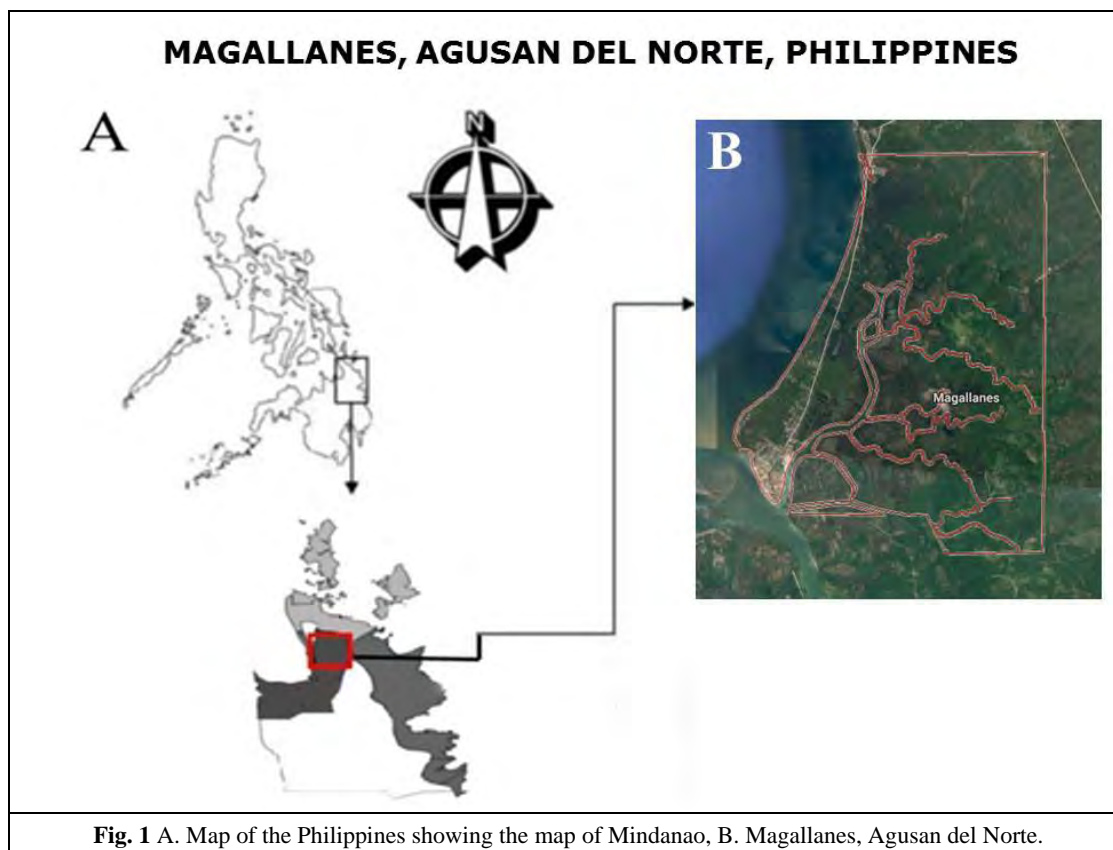 MAGALLANES, AGUSAN DEL NORTE, PHILIPPINES
A
N
B
Magallanes
Fig. 1 A. Map of the Philippines showing the map of Mindanao, B. Magallanes, Agusan del Norte.